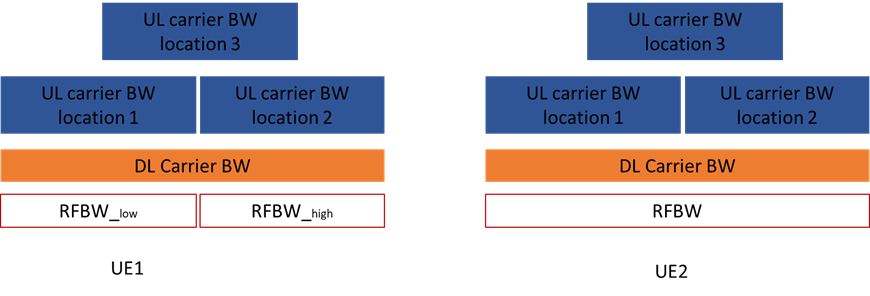 UL carrier BW
location 3
UL carrier BW
location 1
UL carrier BW
location 2
DL Carrier BW
RFBW_low
RFBW_high
UE1
UL carrier BW
location 3
UL carrier BW
location 1
UL carrier BW
location 2
DL Carrier BW
RFBW
UE2